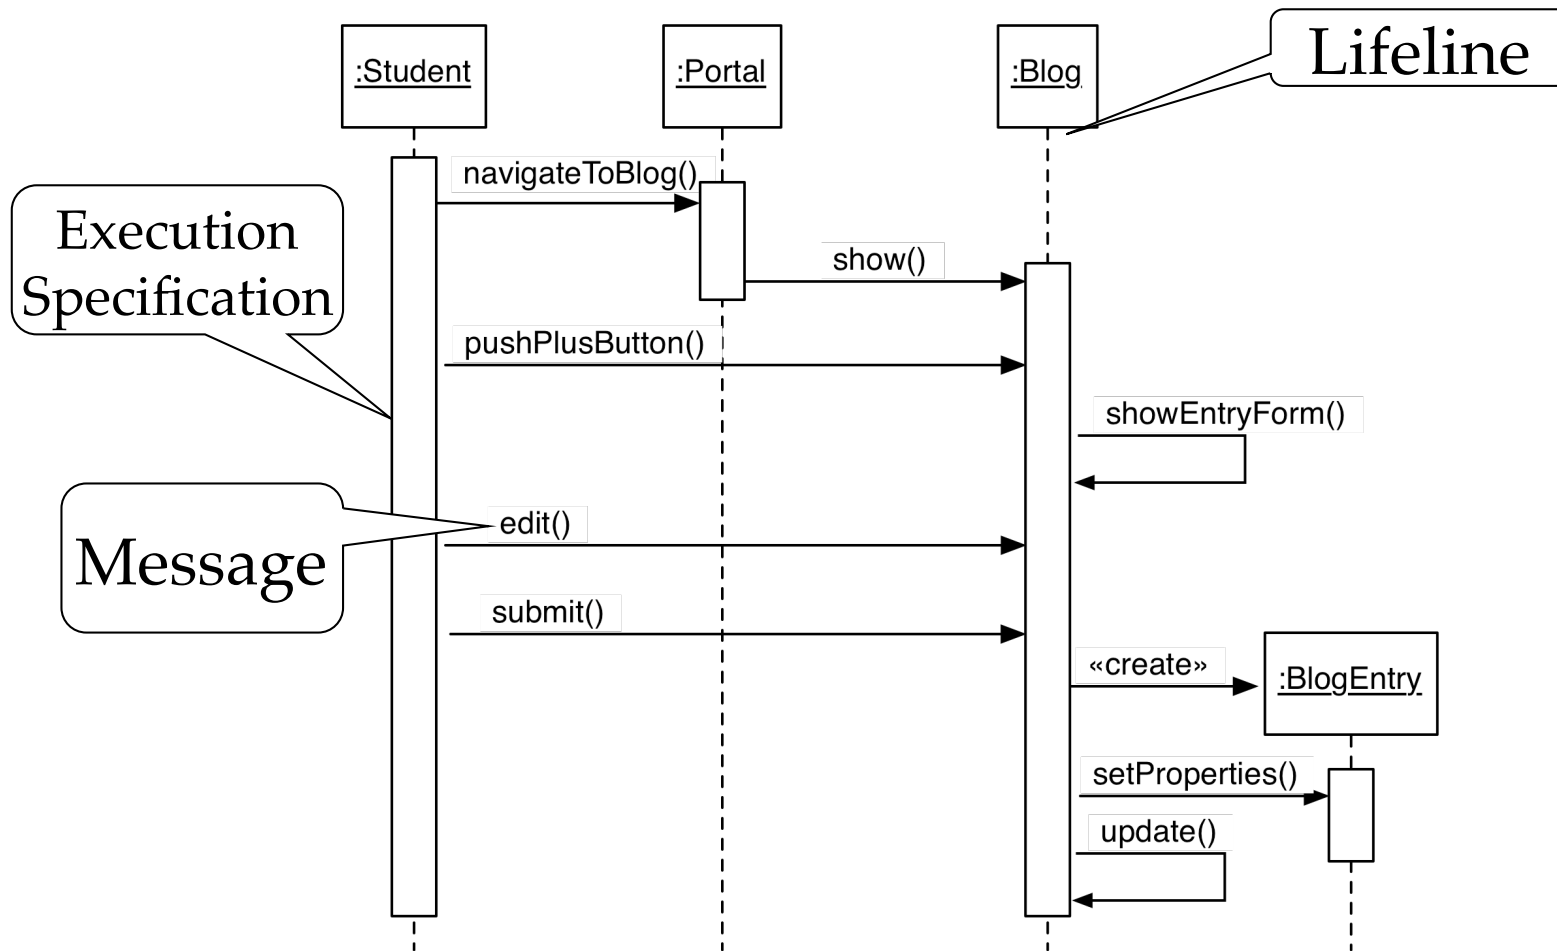 :Student
:Portal
:Blog
Lifeline
navigateToBlog()
Execution
Specification
show()
pushPlusButton()
showEntryForm()
edit()
Message
submit()
«create»
:BlogEntry
setProperties()
update()